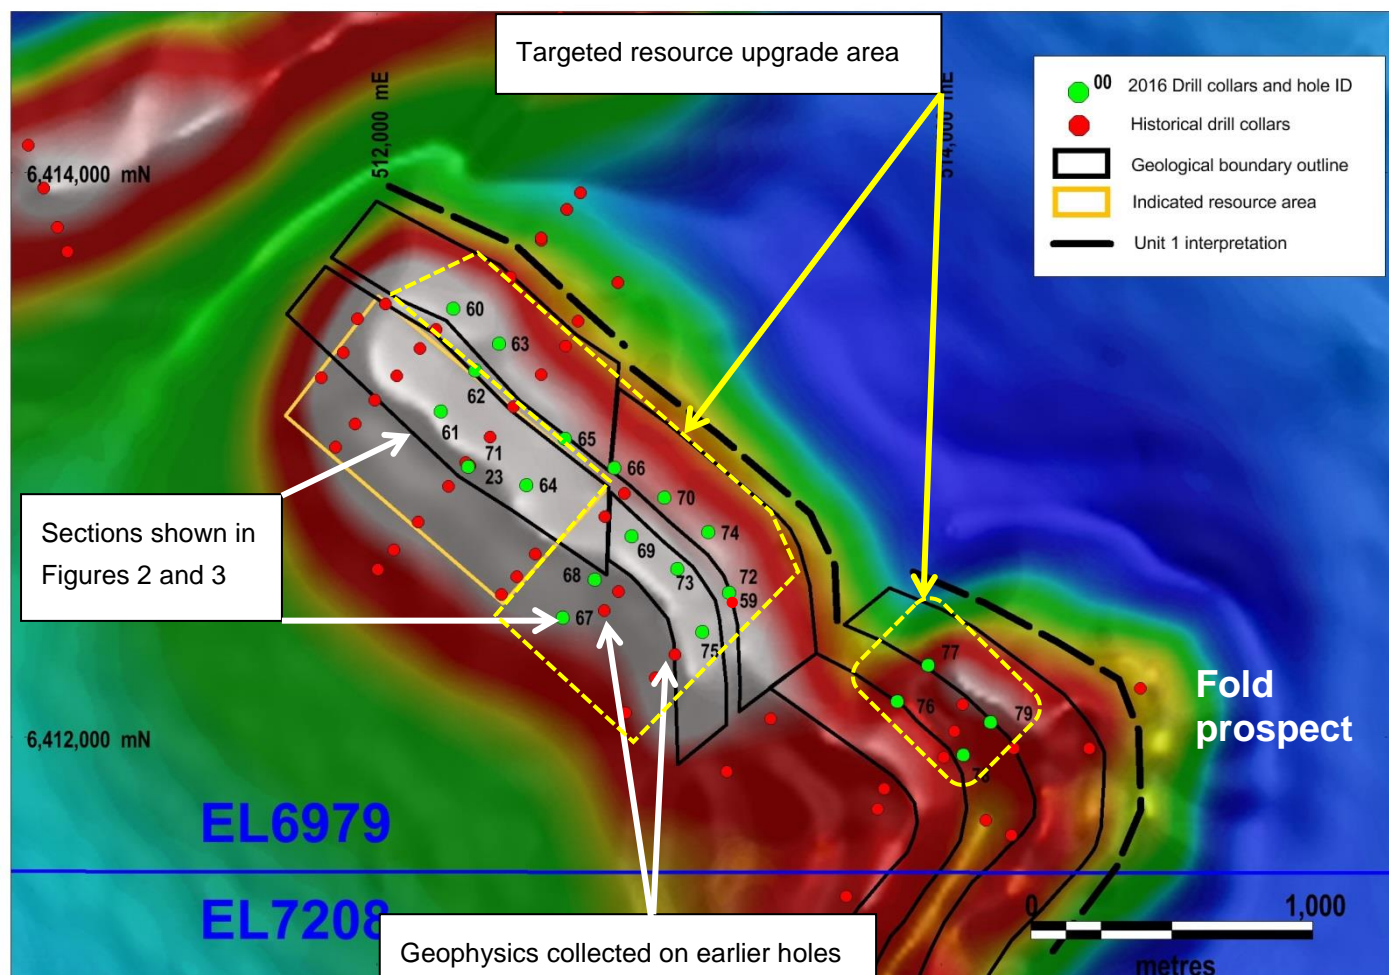 Targeted resource upgrade area
512,000 mE
514,000 mE
00
2016 Drill collars and hole ID
Historical drill collars
Geological boundary outline
Indicated resource area
Unit 1 interpretation
6,414,000 mN
60
63
62
61
65
71
23
66
64
70
74
69
68
73
72
59
67
75
77
76
79
Sections shown in
Figures 2 and 3
Fold
prospect
6,412,000 mN
EL6979
EL7208
0
1,000
metres
Geophysics collected on earlier holes